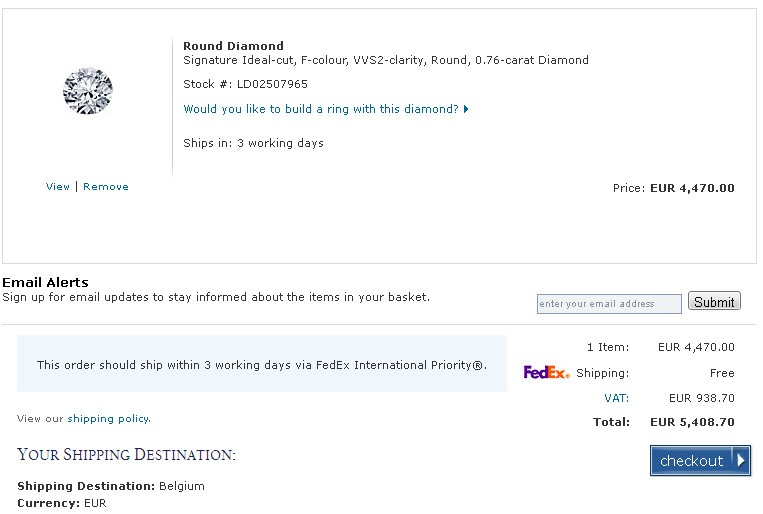 Round Diamond
Signature Ideal-cut, F-colour, VVS2-clarity, Round, 0.76-carat Diamond
Stock #: LD02507965
Would you like to build a ring with this diamond?
Ships in: 3 working days
View | Remove
Price: EUR 4,470.00
Email Alerts
Sign up for email updates to stay informed about the items in your basket.
enter your email address
Submit
This order should ship within 3 working days via FedEx International Priority®.
1 Item: EUR 4,470.00
FedEx® Shipping: Free
VAT: EUR 938.70
Total: EUR 5,408.70
View our shipping policy.
checkout
YOUR SHIPPING DESTINATION:
Shipping Destination: Belgium
Currency: EUR